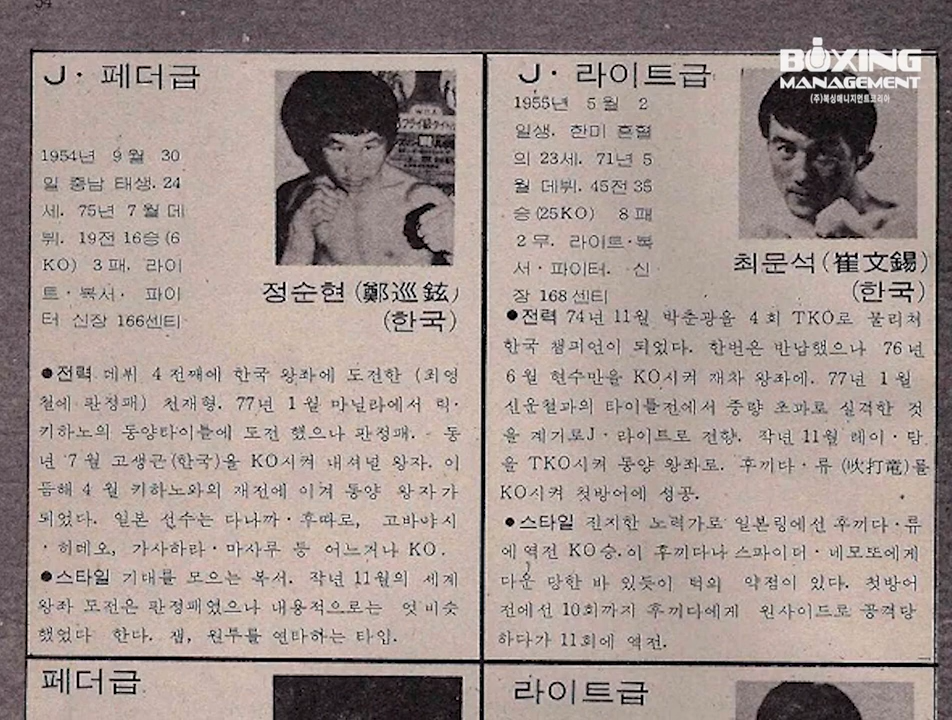 54
BOXING
MANAGEMENT
(주)복싱매니지먼트코리아
J · 페더급
1954년 9월 30
일 충남 태생. 24
세. 75년 7월 데
뷔. 19전 16승 (6
KO) 3패. 라이
트 · 복서 · 파이
터 신장 166센티
정순현 (鄭巡鉉)
(한국)
●전력 데뷔 4전째에 한국 왕좌에 도전한 (최영
철에 판정패) 천재형. 77년 1월 마닐라에서 릭·
키하노의 동양타이틀에 도전 했으나 판정패. 동
년 7월 고생근(한국)을 KO시켜 내셔널 왕자. 이
듬해 4월 키하노와의 재전에 이겨 동양 왕자가
되었다. 일본 선수는 다나까 · 후따로, 고바야시
· 히데오, 가사하라 · 마사루 등 어느거나 KO.
●스타일 기대를 모으는 복서. 작년 11월의 세계
왕좌 도전은 판정패였으나 내용적으로는 엇비슷
했었다 한다. 잽, 원투를 연타하는 타입.
J · 라이트급
1955년 5월 2
일생. 한미 혼혈
의 23세. 71년 5
월 데뷔. 45전 35
승 (25KO) 8패
2무. 라이트·복
서 · 파이터. 신
장 168센티
최문석 (崔文錫)
(한국)
●전력 74년 11월 박춘광을 4회 TKO로 물리쳐
한국 챔피언이 되었다. 한번은 반납했으나 76년
6월 현수만을 KO시켜 재차 왕좌에. 77년 1월
신운철과의 타이틀전에서 중량 초과로 실격한 것
을 계기로 J · 라이트로 전향. 작년 11월 레이 · 탐
을 TKO시켜 동양 왕좌로. 후끼다 · 류 (吹打竜)를
KO시켜 첫방어에 성공.
●스타일 진지한 노력가로 일본링에선 후끼다 · 류
에 역전 KO승. 이 후끼다나 스파이더 · 네모또에게
다운 당한 바 있듯이 턱의 약점이 있다. 첫방어
전에선 10회까지 후끼다에게 원사이드로 공격당
하다가 11회에 역전.
페더급
라이트급